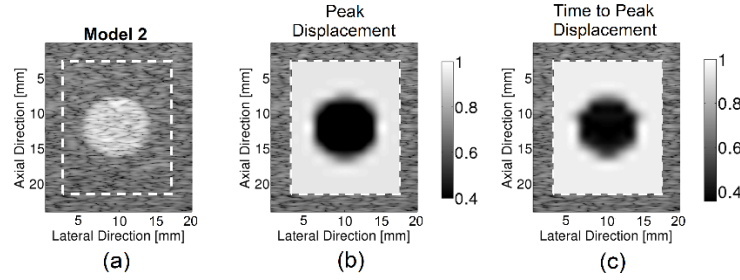 Model 2
Axial Direction [mm]
5
10
15
20
5 10 15 20
Lateral Direction [mm]
(a)
Peak
Displacement
Axial Direction [mm]
5
10
15
20
5 10 15 20
Lateral Direction [mm]
1
0.8
0.6
0.4
(b)
Time to Peak
Displacement
Axial Direction [mm]
5
10
15
20
5 10 15 20
Lateral Direction [mm]
1
0.8
0.6
0.4
(c)